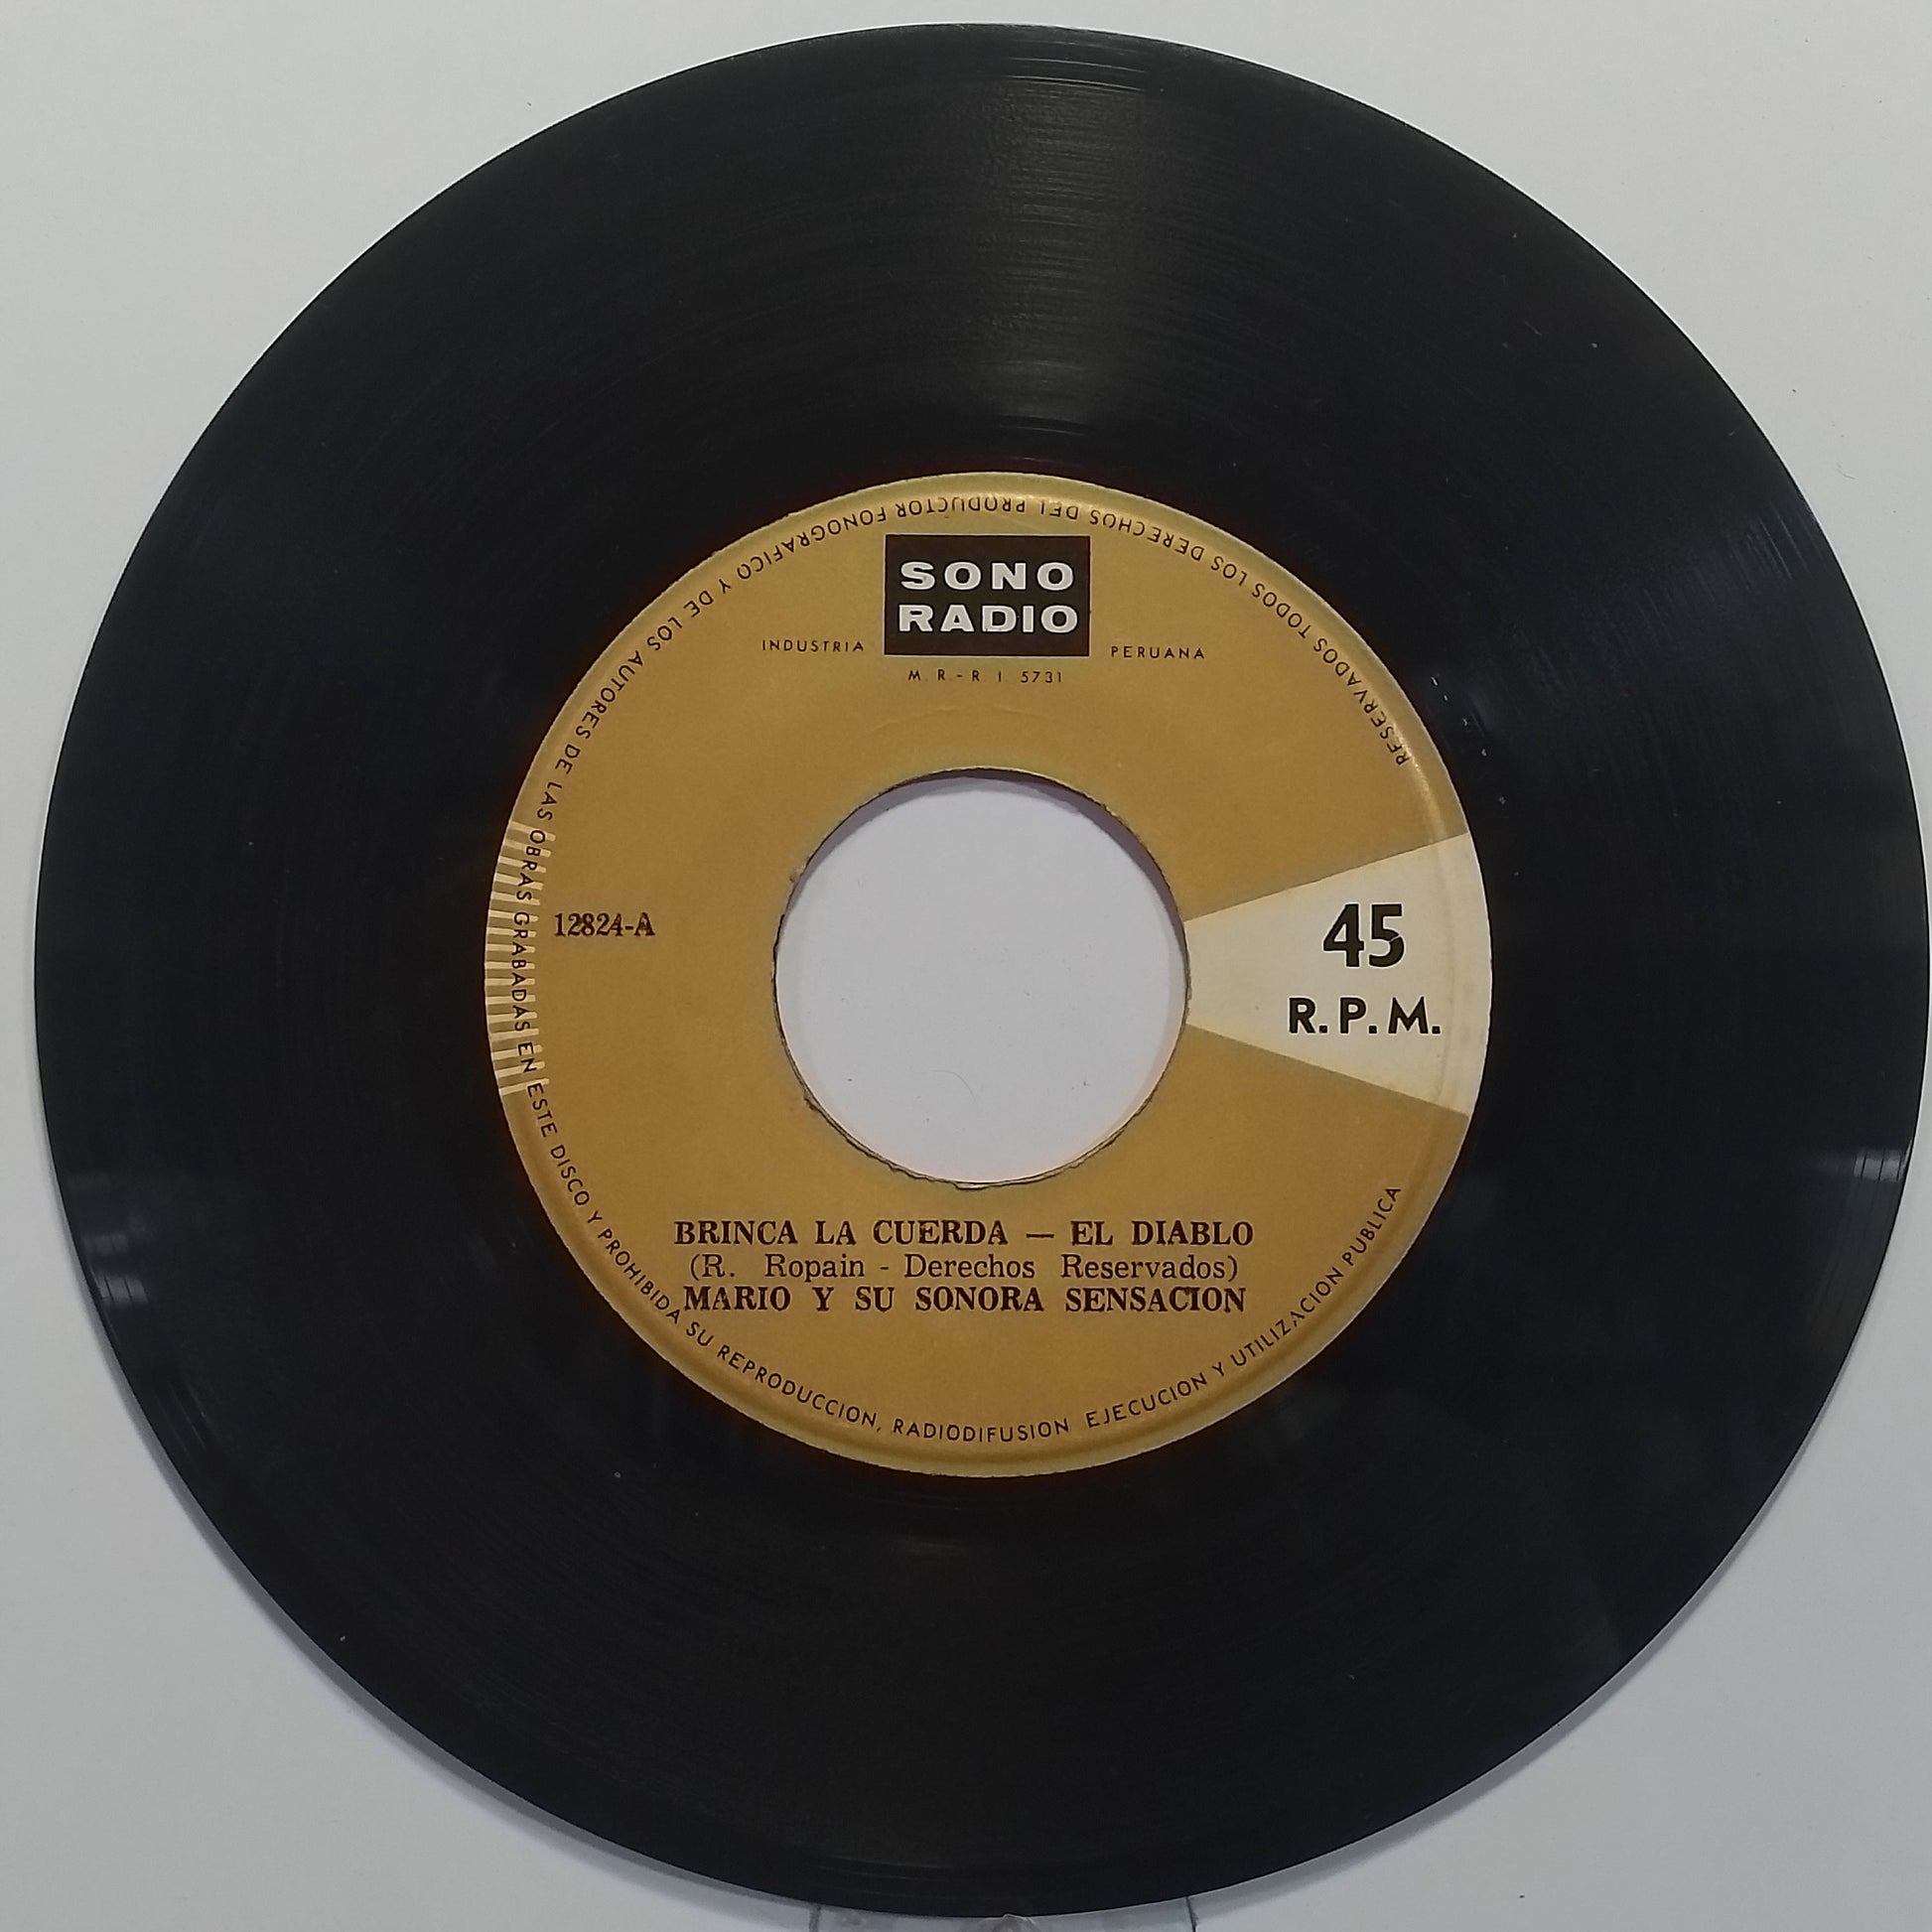 RESERVADOS TODOS LOS DERECHOS DEL PRODUCTOR FONOGRAFICO Y DE LOS AUTORES DE LAS OBRAS GRABADAS EN ESTE DISCO Y PROHIBIDA SU REPRODUCCION, RADIODIFUSION EJECUCION Y UTILIZACION PUBLICA
SONO
RADIO
INDUSTRIA PERUANA
M. R - R. I. 5731
12824-A
45
R.P.M.
BRINCA LA CUERDA — EL DIABLO
(R. Ropain - Derechos Reservados)
MARIO Y SU SONORA SENSACION